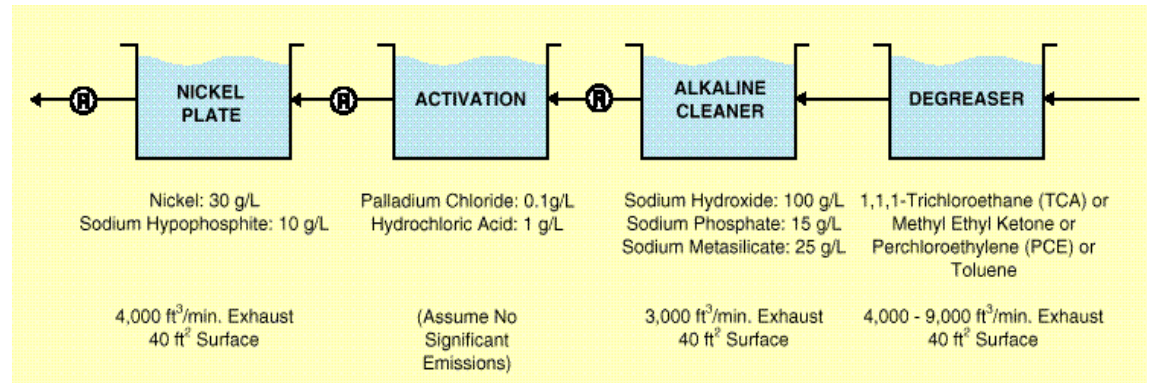 NICKEL
PLATE
ACTIVATION
ALKALINE
CLEANER
DEGREASER
R
R
R
Nickel: 30 g/L
Sodium Hypophosphite: 10 g/L
Palladium Chloride: 0.1g/L
Hydrochloric Acid: 1 g/L
Sodium Hydroxide: 100 g/L
Sodium Phosphate: 15 g/L
Sodium Metasilicate: 25 g/L
1,1,1-Trichloroethane (TCA) or
Methyl Ethyl Ketone or
Perchloroethylene (PCE) or
Toluene
4,000 ft³/min. Exhaust
40 ft² Surface
(Assume No
Significant
Emissions)
3,000 ft³/min. Exhaust
40 ft² Surface
4,000 - 9,000 ft³/min. Exhaust
40 ft² Surface